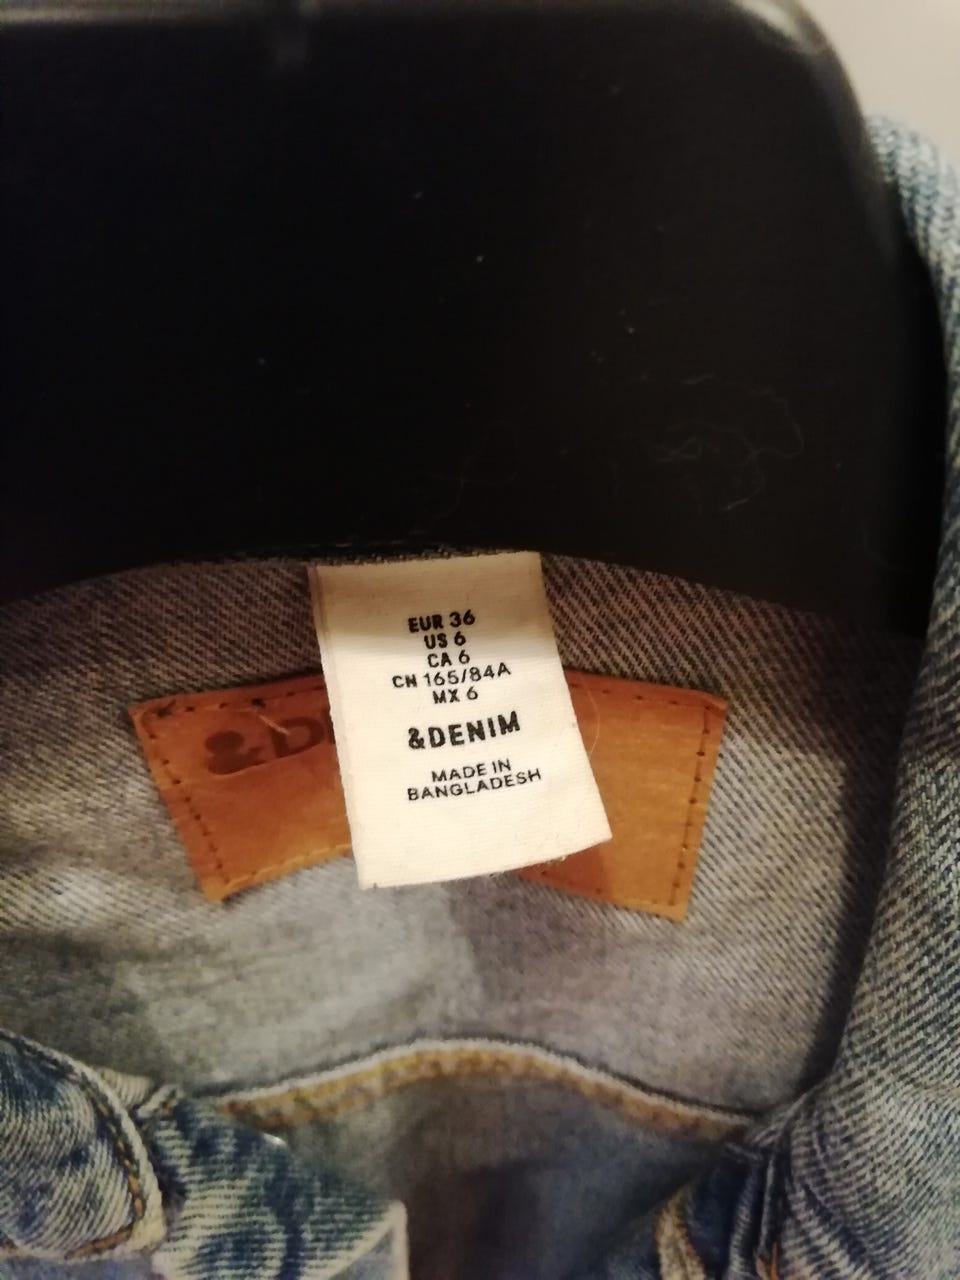 EUR 36
US 6
CA 6
CN 165/84A
MX 6
&DENIM
MADE IN
BANGLADESH